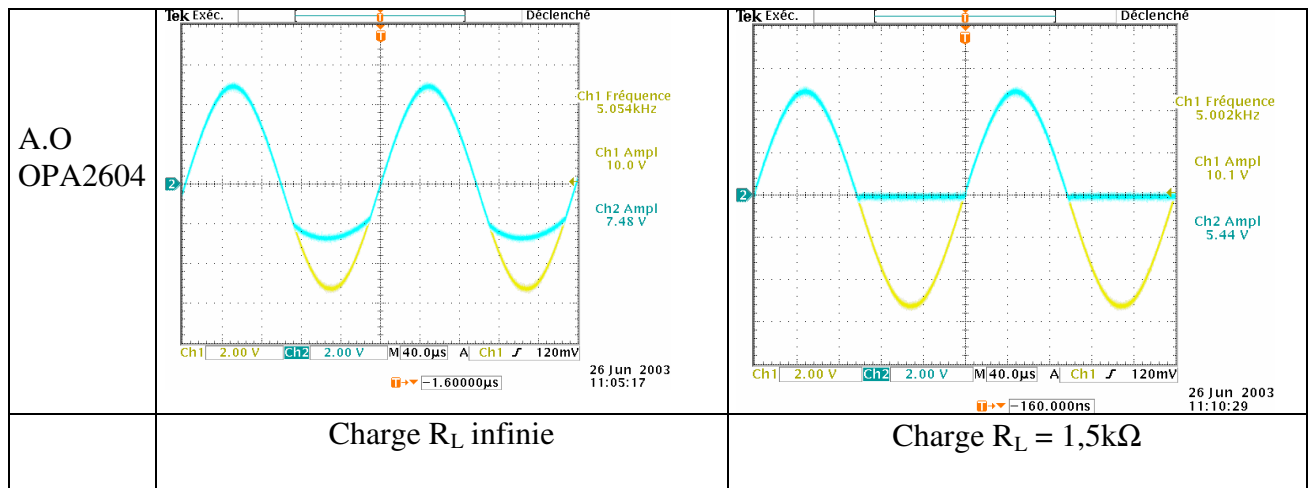 A.O
OPA2604
Tek Exéc.
Déclenché
T
T
2
Ch1 Fréquence
5.054kHz
Ch1 Ampl
10.0 V
Ch2 Ampl
7.48 V
Ch1 2.00 V Ch2 2.00 V M 40.0µs A Ch1 120mV
T -1.60000µs
26 Jun 2003
11:05:17
Tek Exéc.
Déclenché
T
T
2
Ch1 Fréquence
5.002kHz
Ch1 Ampl
10.1 V
Ch2 Ampl
5.44 V
Ch1 2.00 V Ch2 2.00 V M 40.0µs A Ch1 120mV
T -160.000ns
26 Jun 2003
11:10:29
Charge RL infinie
Charge RL = 1,5kΩ